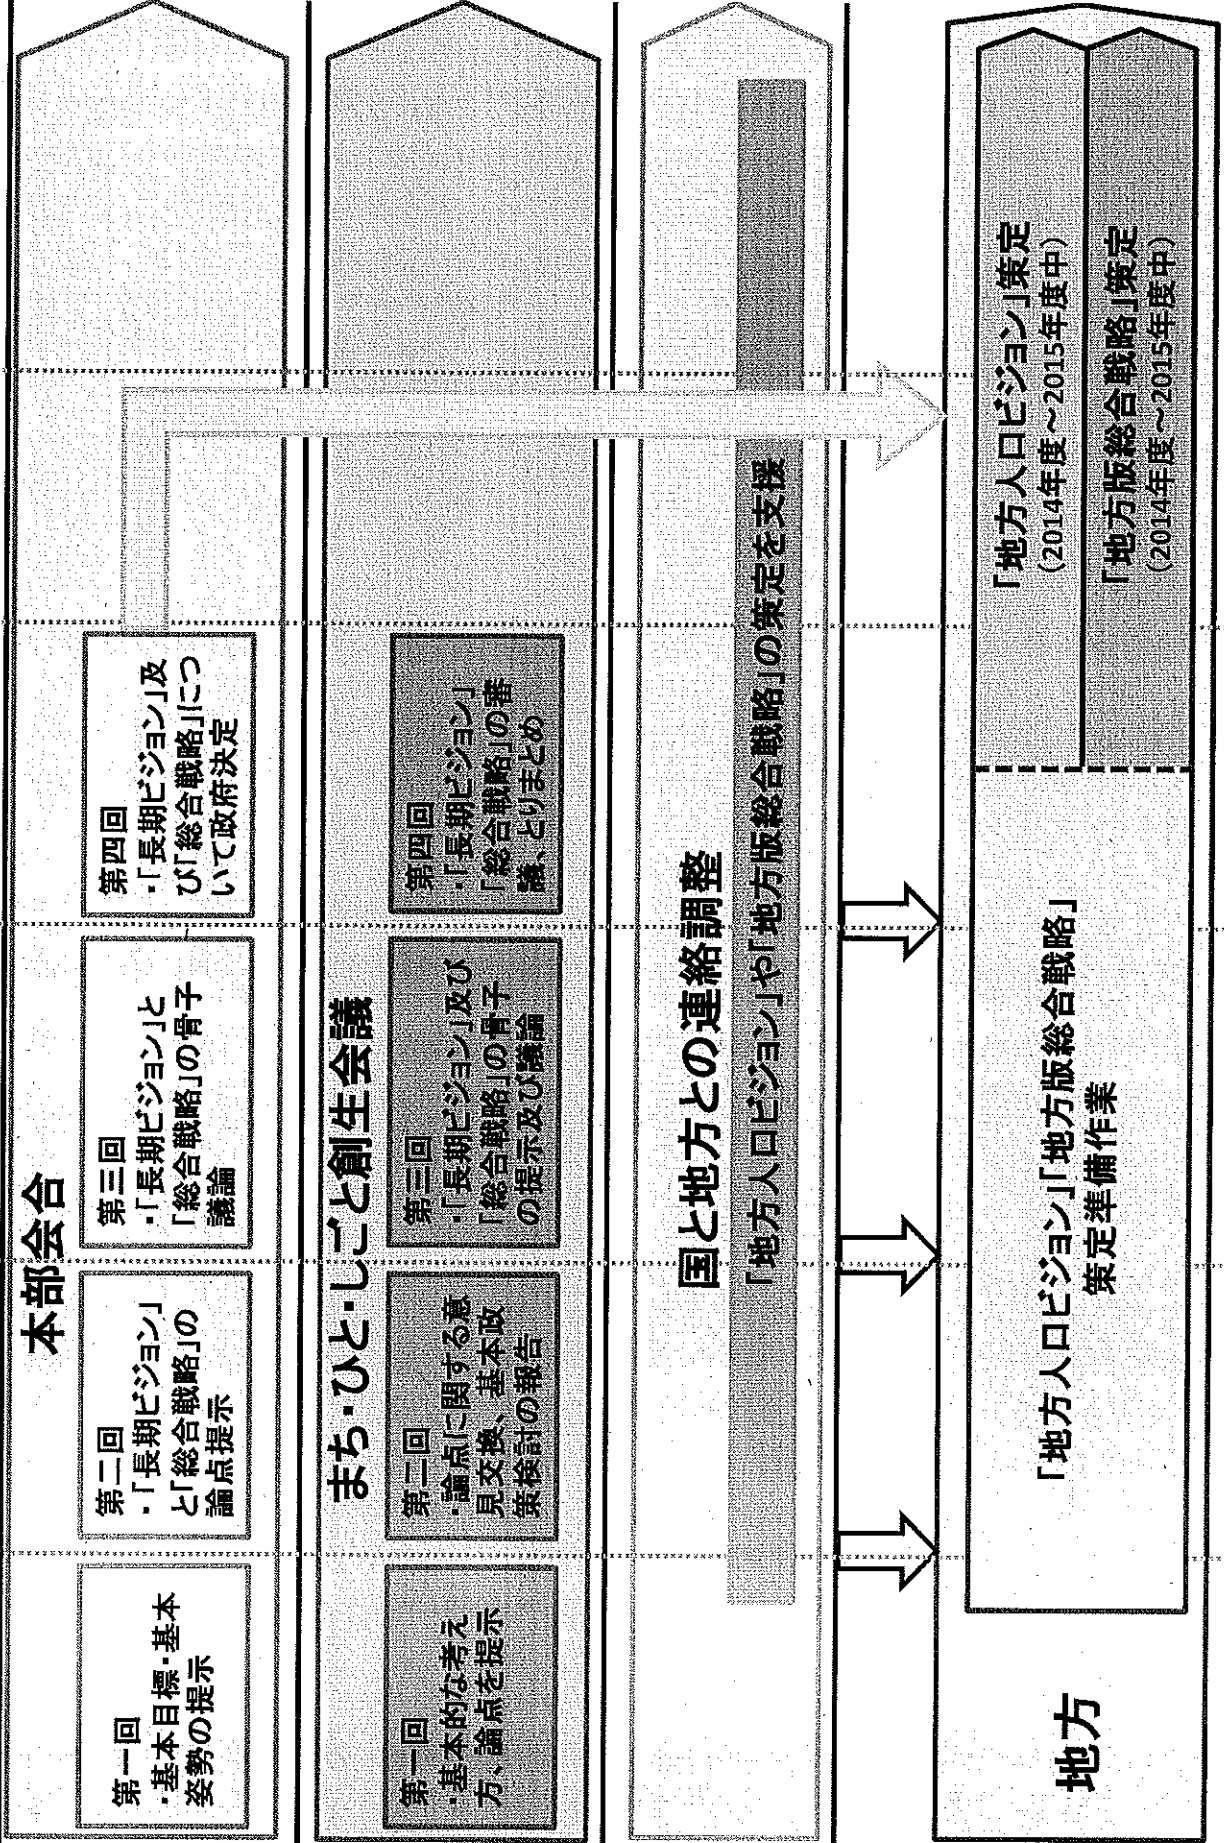 本部会合
第一回
・基本目標・基本
姿勢の提示
第二回
・「長期ビジョン」
と「総合戦略」の
論点提示
第三回
・「長期ビジョン」と
「総合戦略」の骨子
議論
第四回
・「長期ビジョン」及
び「総合戦略」につ
いて政府決定
まち・ひと・しごと創生会議
第一回
・基本的な考え
方、論点を提示
第二回
・論点に関する意
見交換、基本政
策検討の報告
第三回
・「長期ビジョン」及び
「総合戦略」の骨子
の提示及び議論
第四回
・「長期ビジョン」
「総合戦略」の審
議、とりまとめ
国と地方との連絡調整
「地方人口ビジョン」や「地方版総合戦略」の策定を支援
地方
「地方人口ビジョン」「地方版総合戦略」
策定準備作業
「地方人口ビジョン」策定
（2014年度～2015年度中）
「地方版総合戦略」策定
（2014年度～2015年度中）